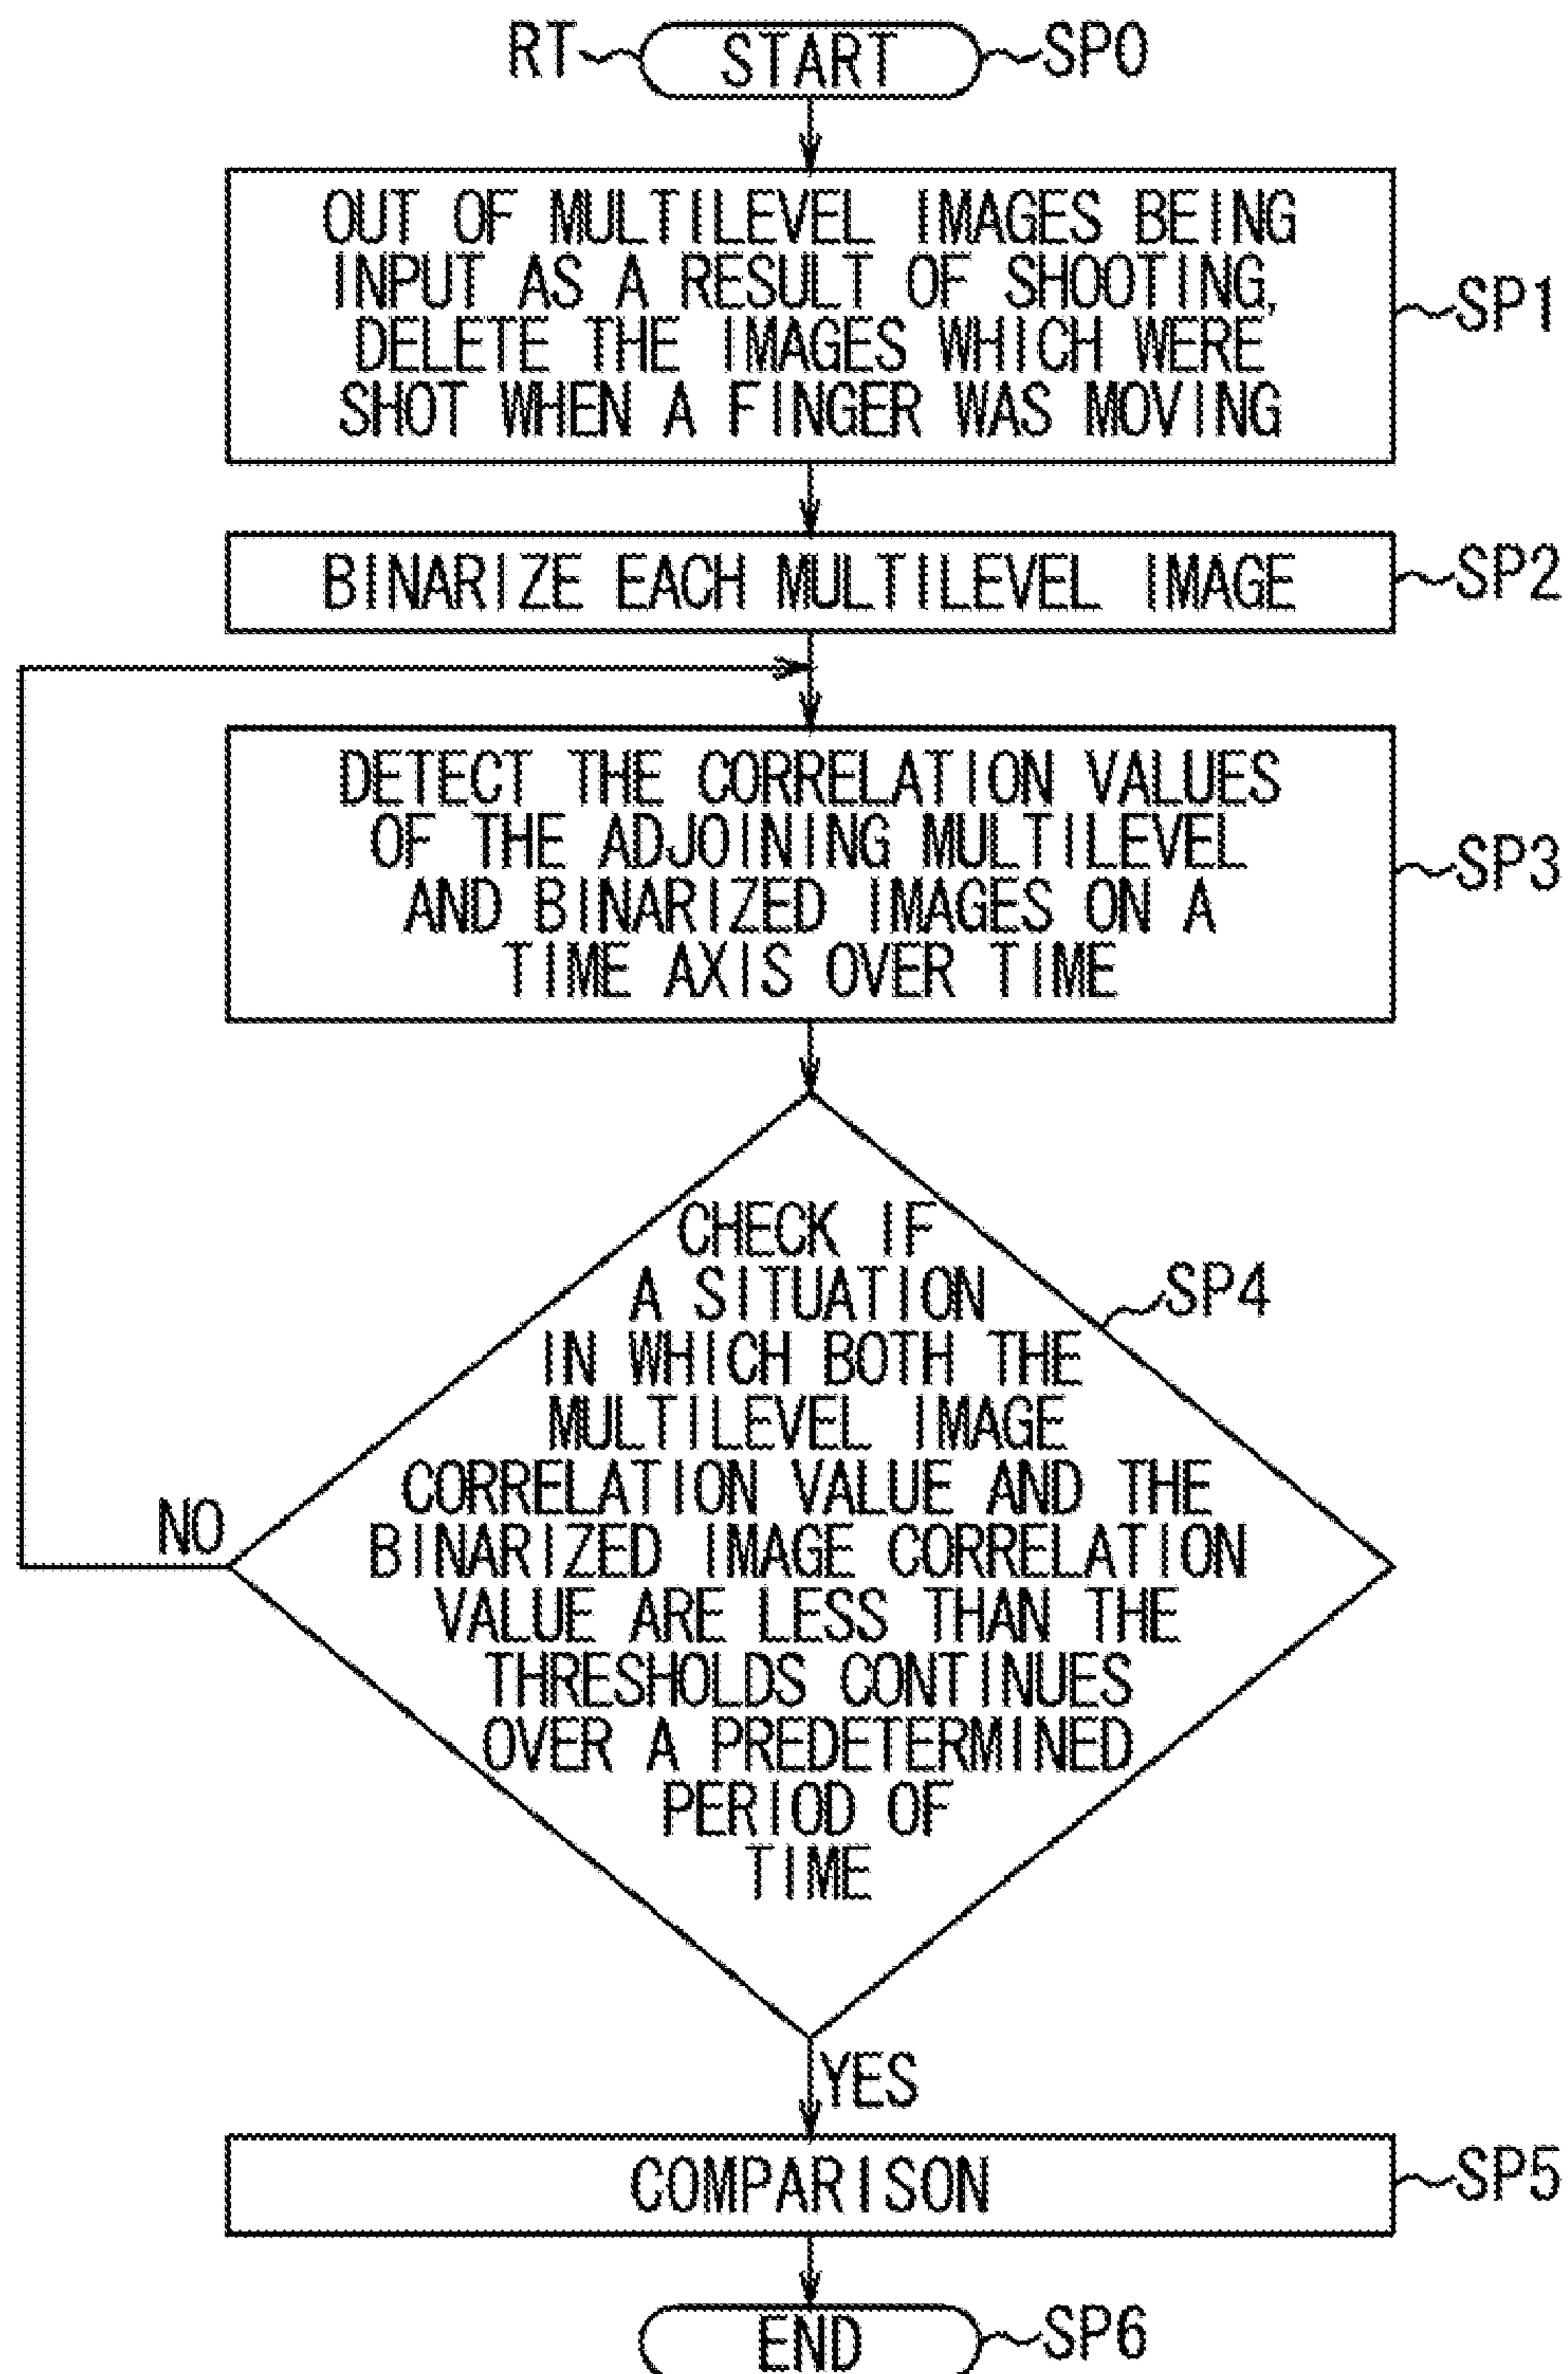 RT START SP0
OUT OF MULTILEVEL IMAGES BEING
INPUT AS A RESULT OF SHOOTING,
DELETE THE IMAGES WHICH WERE
SHOT WHEN A FINGER WAS MOVING
SP1
BINARIZE EACH MULTILEVEL IMAGE
SP2
DETECT THE CORRELATION VALUES
OF THE ADJOINING MULTILEVEL
AND BINARIZED IMAGES ON A
TIME AXIS OVER TIME
SP3
CHECK IF
A SITUATION
IN WHICH BOTH THE
MULTILEVEL IMAGE
CORRELATION VALUE AND THE
BINARIZED IMAGE CORRELATION
VALUE ARE LESS THAN THE
THRESHOLDS CONTINUES
OVER A PREDETERMINED
PERIOD OF
TIME
SP4
NO
YES
COMPARISON
SP5
END
SP6